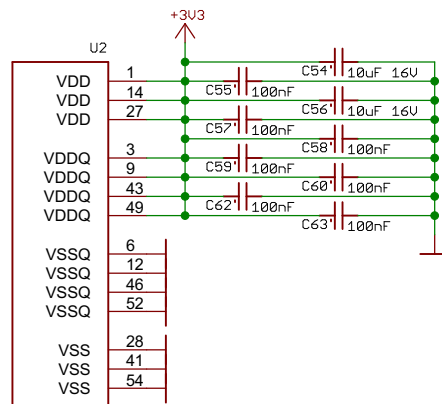 +3V3
U2
C54' 10uF 16V
VDD 1
C55' 100nF
VDD 14
C56' 10uF 16V
VDD 27
C57' 100nF
C58' 100nF
VDDQ 3
C59' 100nF
VDDQ 9
C60' 100nF
VDDQ 43
C62' 100nF
VDDQ 49
C63' 100nF
VSSQ 6
VSSQ 12
VSSQ 46
VSSQ 52
VSS 28
VSS 41
VSS 54